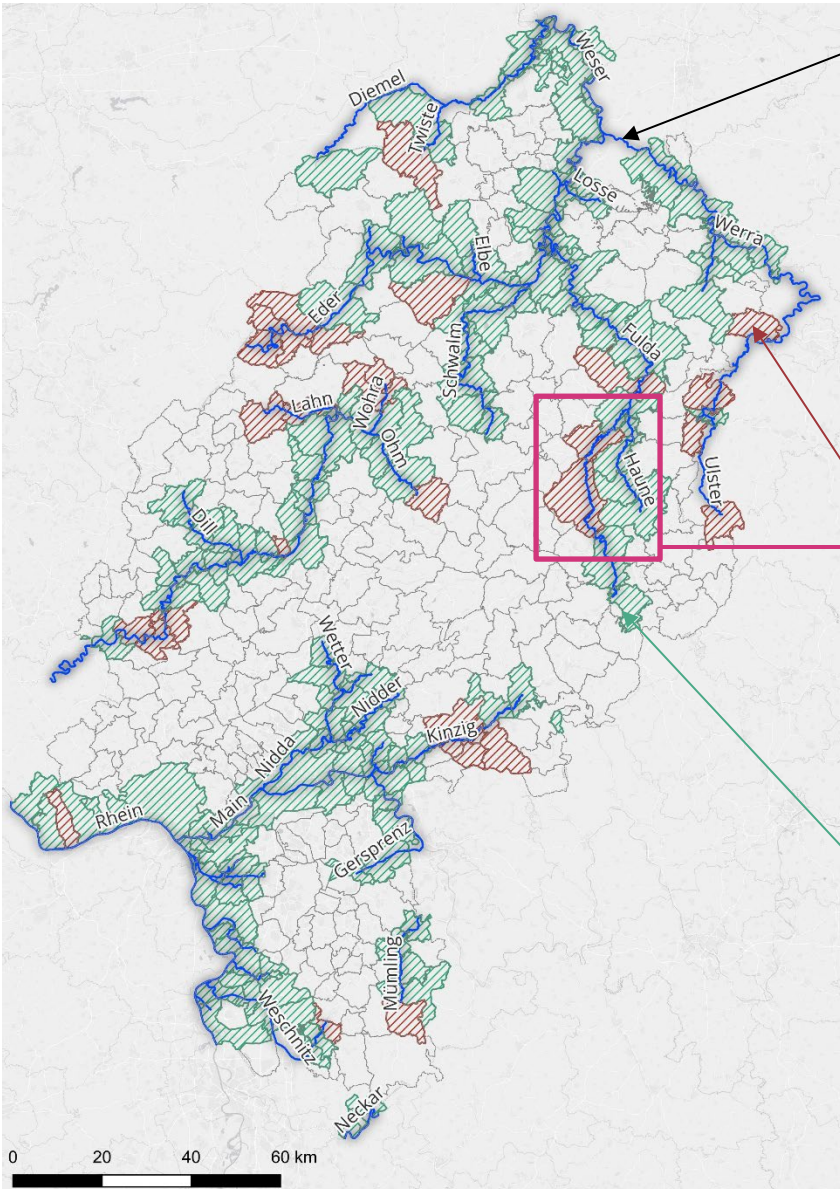 Weser
Diemel
Twiste
Losse
Werra
Elbe
Eder
Fulda
Schwalm
Lahn
Wohra
Ohm
Haune
Ulster
Dill
Wetter
Nidder
Kinzig
Nidda
Main
Rhein
Gersprenz
Mümling
Weschnitz
Neckar
0 20 40 60 km